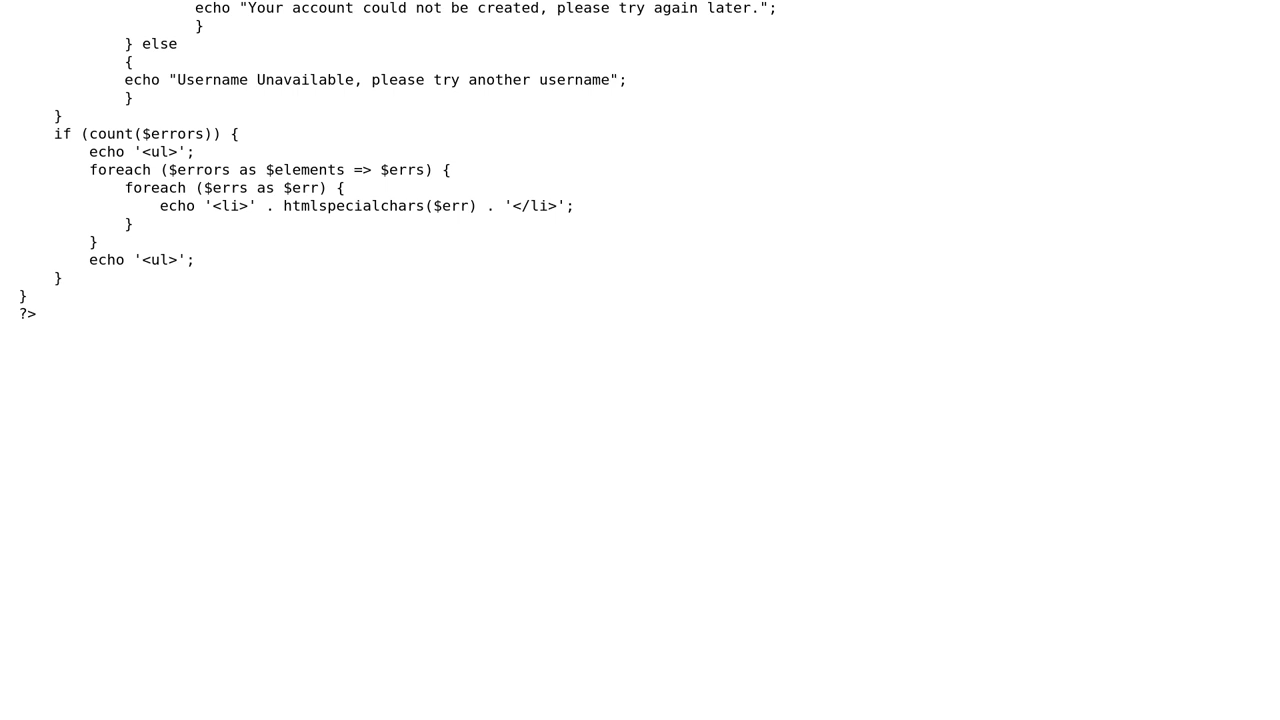 echo "Your account could not be created, please try again later.";
                    }
            } else
            {
            echo "Username Unavailable, please try another username";
            }
    }
    if (count($errors)) {
        echo '<ul>';
        foreach ($errors as $elements => $errs) {
            foreach ($errs as $err) {
                echo '<li>' . htmlspecialchars($err) . '</li>';
            }
        }
        echo '<ul>';
    }
}
?>